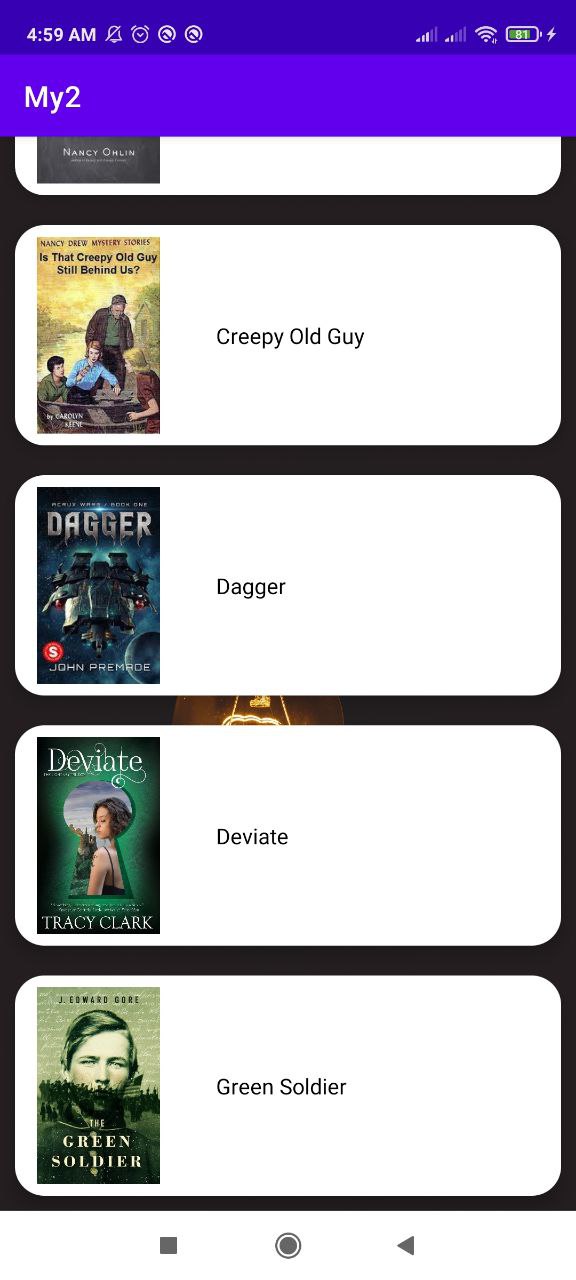 4:59 AM
81
My2
NANCY OHLIN
NANCY DREW MYSTERY STORIES
Is That Creepy Old Guy
Still Behind Us?
by CAROLYN
KEENE
Creepy Old Guy
ACRUX WARS / BOOK ONE
DAGGER
S
JOHN PREMADE
Dagger
Deviate
TRACY CLARK
Deviate
J. EDWARD GORE
THE
GREEN
SOLDIER
Green Soldier